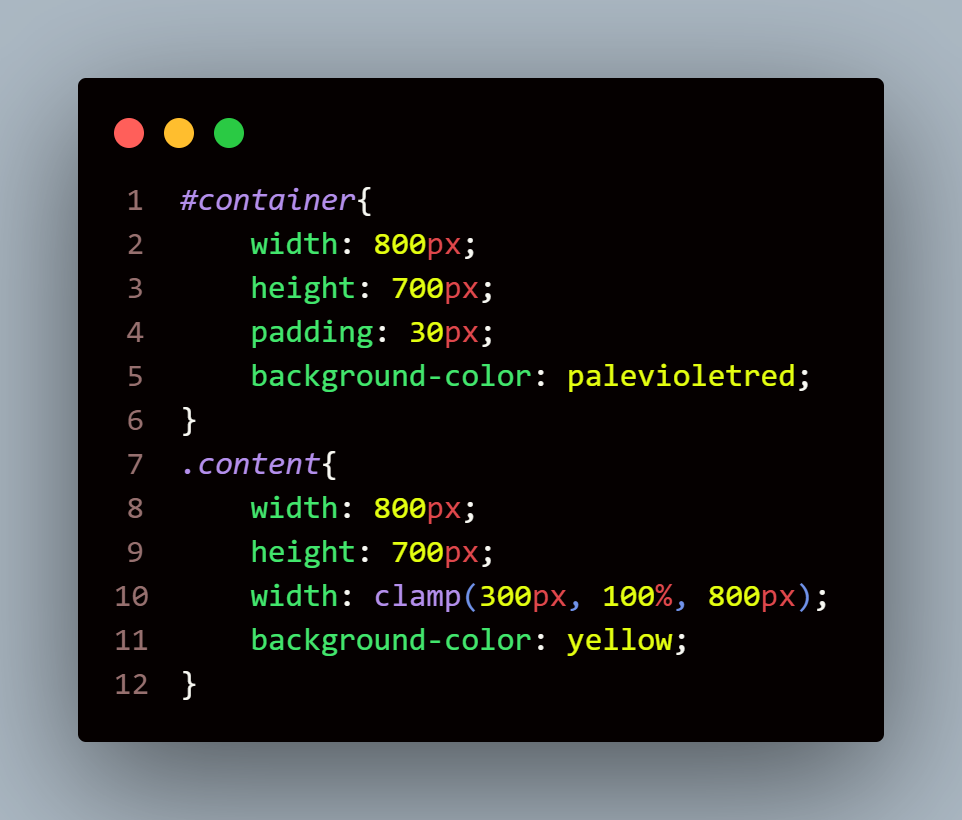 1 #container{
2     width: 800px;
3     height: 700px;
4     padding: 30px;
5     background-color: palevioletred;
6 }
7 .content{
8     width: 800px;
9     height: 700px;
10     width: clamp(300px, 100%, 800px);
11     background-color: yellow;
12 }